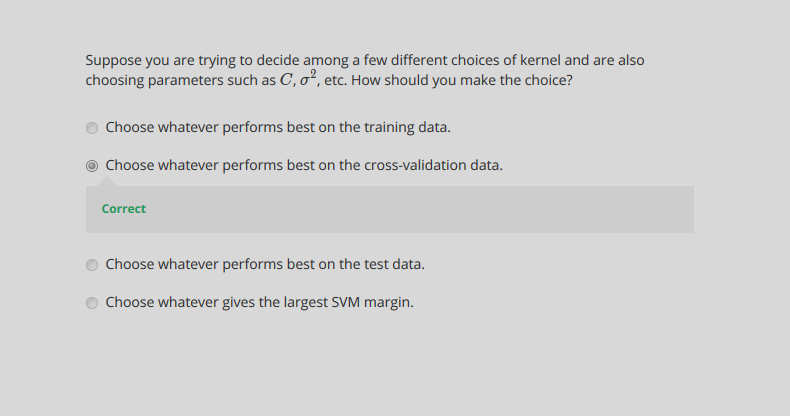 Suppose you are trying to decide among a few different choices of kernel and are also
choosing parameters such as C, σ², etc. How should you make the choice?
Choose whatever performs best on the training data.
Choose whatever performs best on the cross-validation data.
Correct
Choose whatever performs best on the test data.
Choose whatever gives the largest SVM margin.